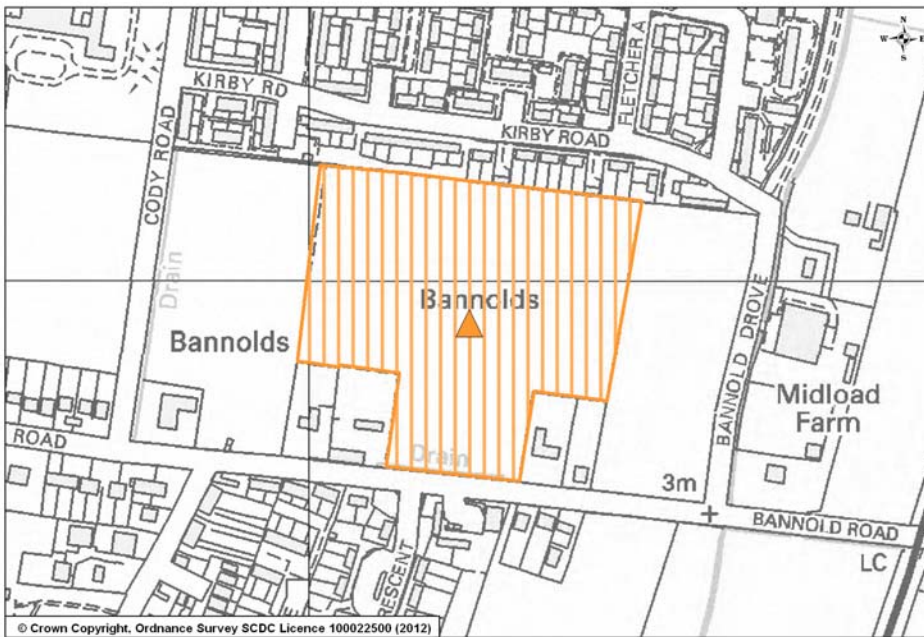 N
W E
S
KIRBY RD
FLETCHER A
KIRBY ROAD
CODY ROAD
Drain
Bannolds
Bannolds
BANNOLD DROVE
Midload
Farm
ROAD
Drain
3m
BANNOLD ROAD
LC
RESCENT
E
© Crown Copyright, Ordnance Survey SCDC Licence 100022500 (2012)